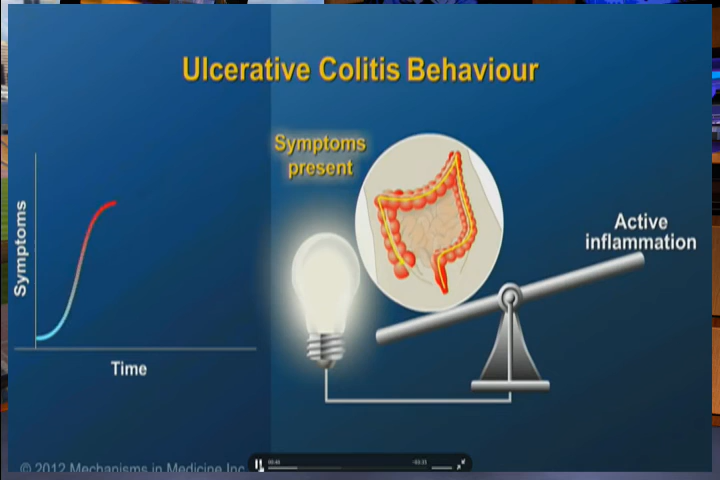 Ulcerative Colitis Behaviour
Symptoms
present
Active
inflammation
Symptoms
Time
© 2012 Mechanisms in Medicine Inc